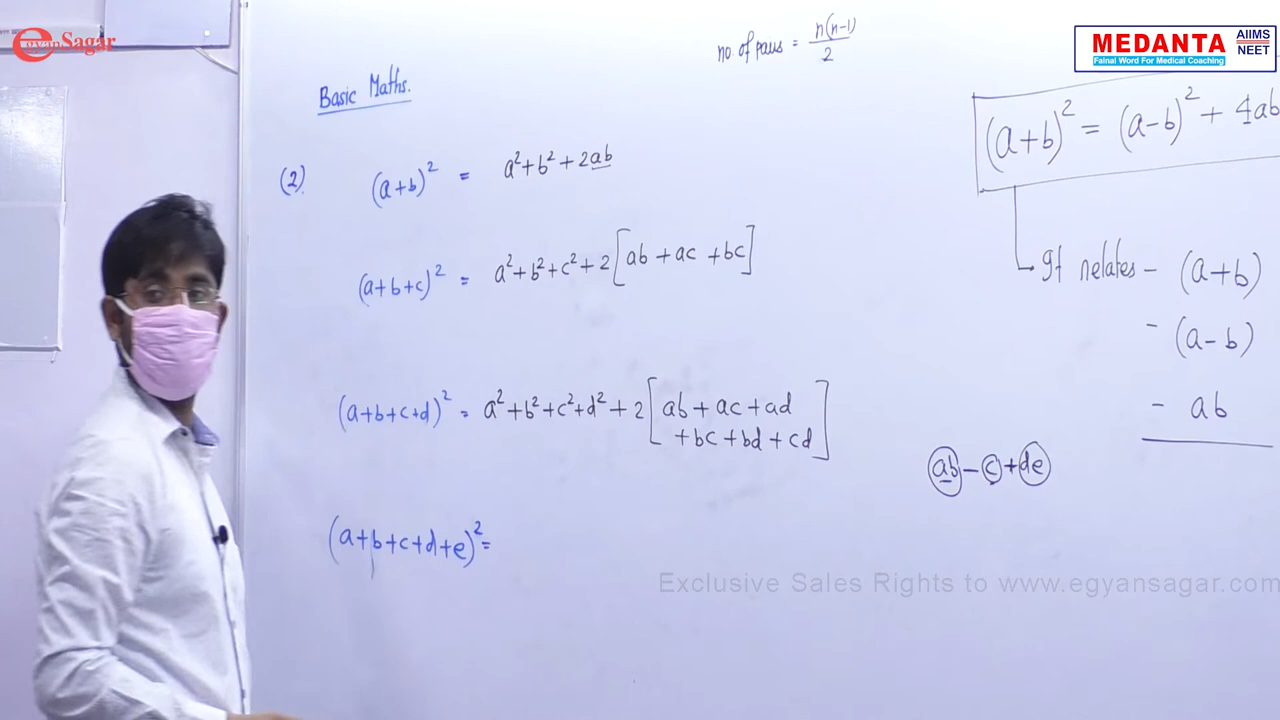 egyanSagar
no. of pairs = n(n-1)/2
MEDANTA AIIMS NEET
Fainal Word For Medical Coaching
Basic Maths.
(a+b)² = (a-b)² + 4ab
(2). (a+b)² = a²+b²+2ab
(a+b+c)² = a²+b²+c²+2[ab+ac+bc]
It relates - (a+b)
- (a-b)
- ab
(a+b+c+d)² = a²+b²+c²+d²+2[ab+ac+ad
+bc+bd+cd]
ab-c+de
(a+b+c+d+e)² =
Exclusive Sales Rights to www.egyansagar.com